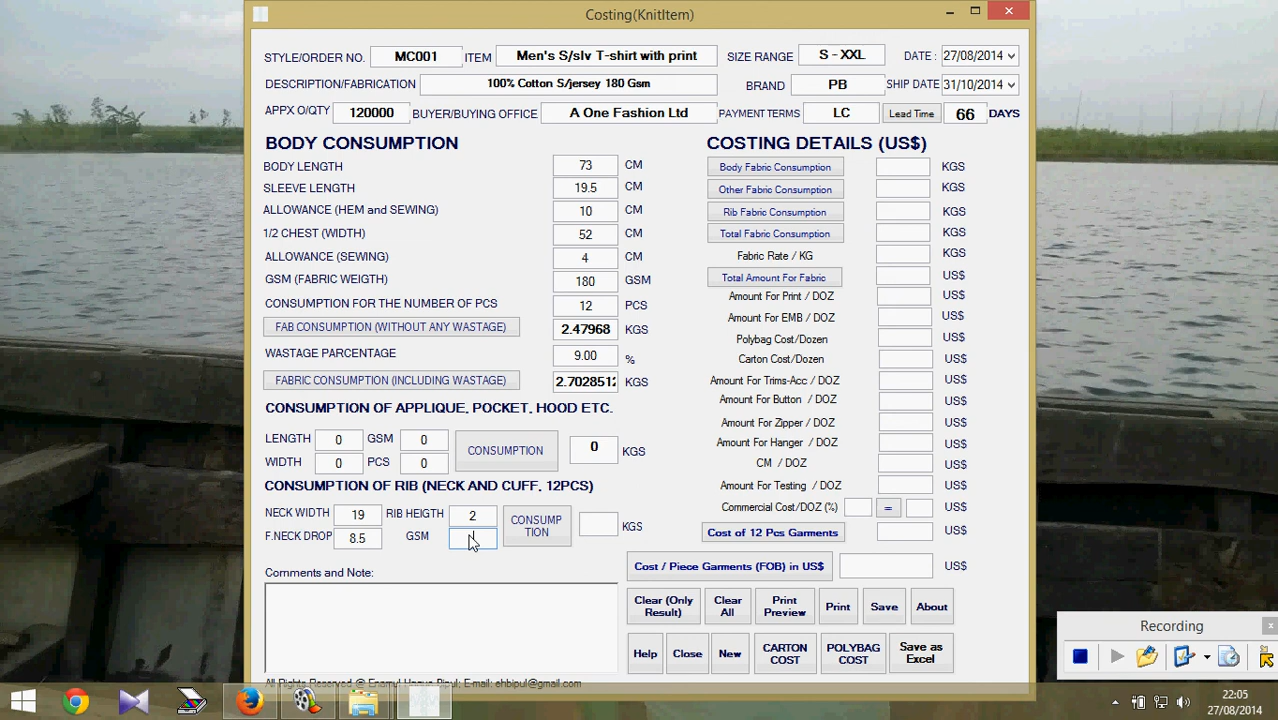 Costing(KnitItem)
STYLE/ORDER NO. MC001 ITEM Men's S/slv T-shirt with print SIZE RANGE S - XXL DATE : 27/08/2014
DESCRIPTION/FABRICATION 100% Cotton S/jersey 180 Gsm BRAND PB SHIP DATE 31/10/2014
APPX O/QTY 120000 BUYER/BUYING OFFICE A One Fashion Ltd PAYMENT TERMS LC Lead Time 66 DAYS
BODY CONSUMPTION
BODY LENGTH 73 CM
SLEEVE LENGTH 19.5 CM
ALLOWANCE (HEM and SEWING) 10 CM
1/2 CHEST (WIDTH) 52 CM
ALLOWANCE (SEWING) 4 CM
GSM (FABRIC WEIGTH) 180 GSM
CONSUMPTION FOR THE NUMBER OF PCS 12 PCS
FAB CONSUMPTION (WITHOUT ANY WASTAGE) 2.47968 KGS
WASTAGE PARCENTAGE 9.00 %
FABRIC CONSUMPTION (INCLUDING WASTAGE) 2.7028512 KGS
CONSUMPTION OF APPLIQUE, POCKET, HOOD ETC.
LENGTH 0 GSM 0 CONSUMPTION 0 KGS
WIDTH 0 PCS 0
CONSUMPTION OF RIB (NECK AND CUFF, 12PCS)
NECK WIDTH 19 RIB HEIGTH 2 CONSUMP
TION KGS
F.NECK DROP 8.5 GSM
Comments and Note:
All Rights Reserved @ Enamul Haque Bipul; E-mail: ehbipul@gmail.com
COSTING DETAILS (US$)
Body Fabric Consumption KGS
Other Fabric Consumption KGS
Rib Fabric Consumption KGS
Total Fabric Consumption KGS
Fabric Rate / KG KGS
Total Amount For Fabric US$
Amount For Print / DOZ US$
Amount For EMB / DOZ US$
Polybag Cost/Dozen US$
Carton Cost/Dozen US$
Amount For Trims-Acc / DOZ US$
Amount For Button / DOZ US$
Amount For Zipper / DOZ US$
Amount For Hanger / DOZ US$
CM / DOZ US$
Amount For Testing / DOZ US$
Commercial Cost/DOZ (%) = US$
Cost of 12 Pcs Garments US$
Cost / Piece Garments (FOB) in US$ US$
Clear (Only
Result) Clear
All Print
Preview Print Save About
Help Close New CARTON
COST POLYBAG
COST Save as
Excel
Recording
22:05
27/08/2014